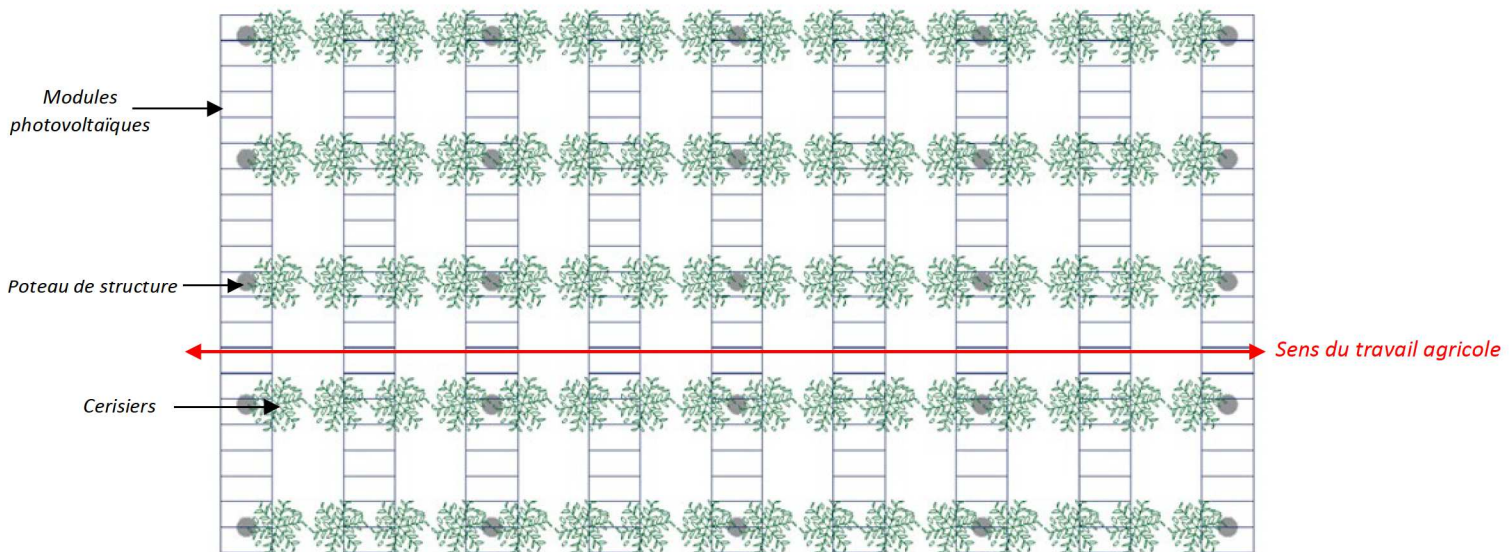 Modules
photovoltaïques
Poteau de structure
Sens du travail agricole
Cerisiers